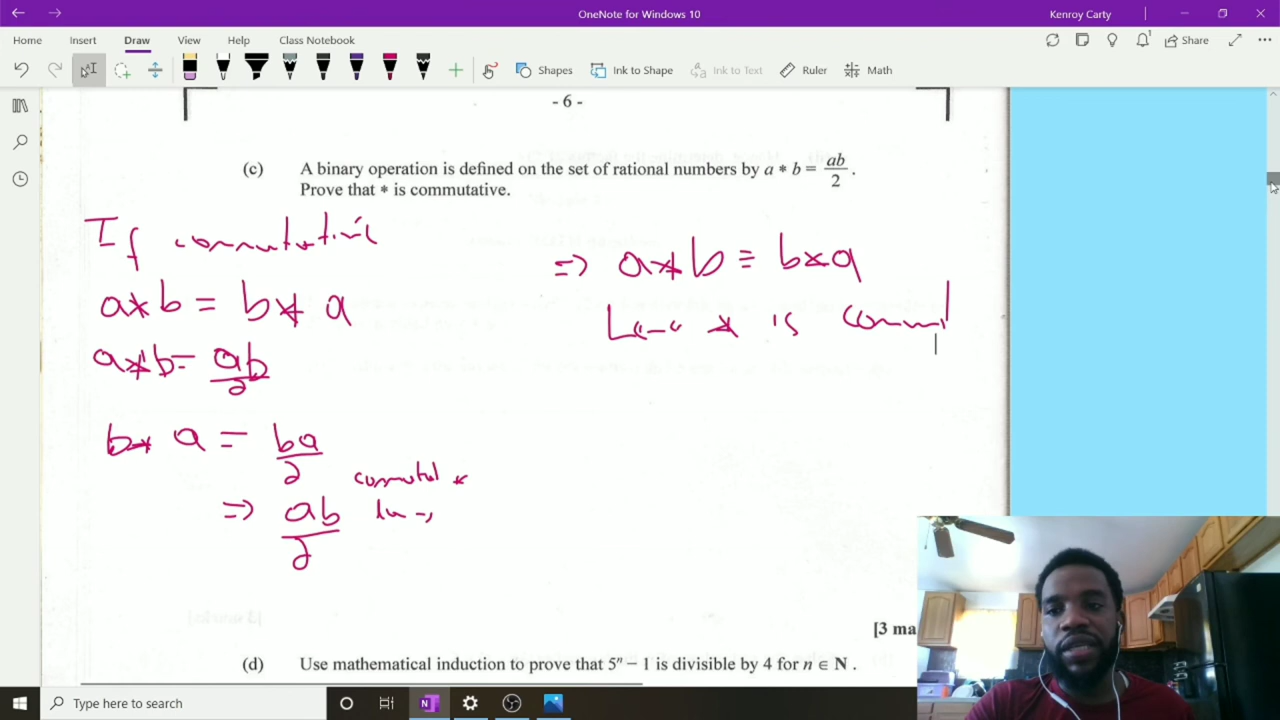 OneNote for Windows 10
Kenroy Carty
Home Insert Draw View Help Class Notebook
Share
Shapes Ink to Shape Ink to Text Ruler Math
- 6 -
(c) A binary operation is defined on the set of rational numbers by a * b = ab/2 .
Prove that * is commutative.
If commutative
a*b = b* a
a*b = ab/2
b* a = ba/2
=> ab/2
=> a*b ≡ b*a
* is
[3 ma
(d) Use mathematical induction to prove that 5ⁿ − 1 is divisible by 4 for n ∈ N .
Type here to search